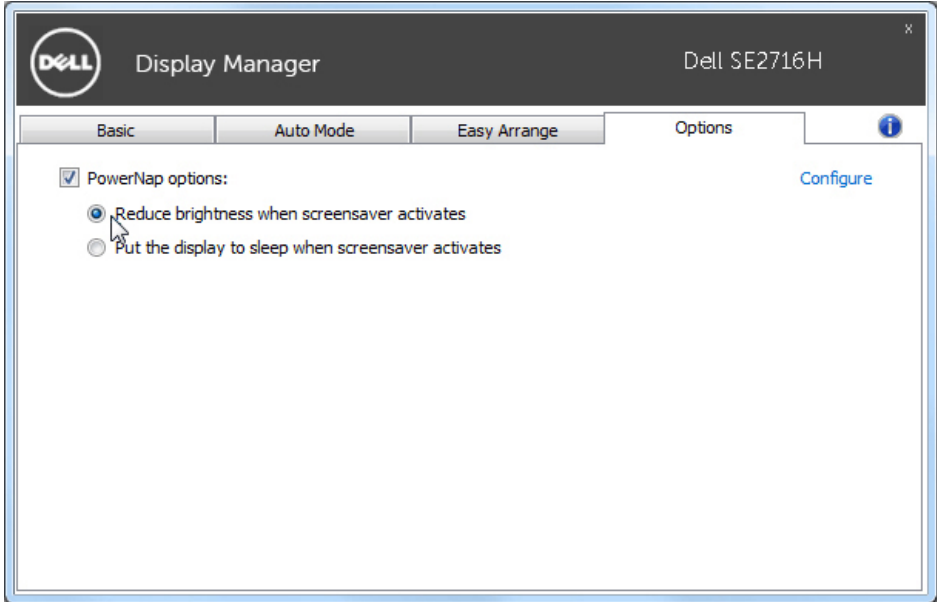 x
DELL
Display Manager
Dell SE2716H
Basic
Auto Mode
Easy Arrange
Options
i
PowerNap options:
Configure
Reduce brightness when screensaver activates
Put the display to sleep when screensaver activates